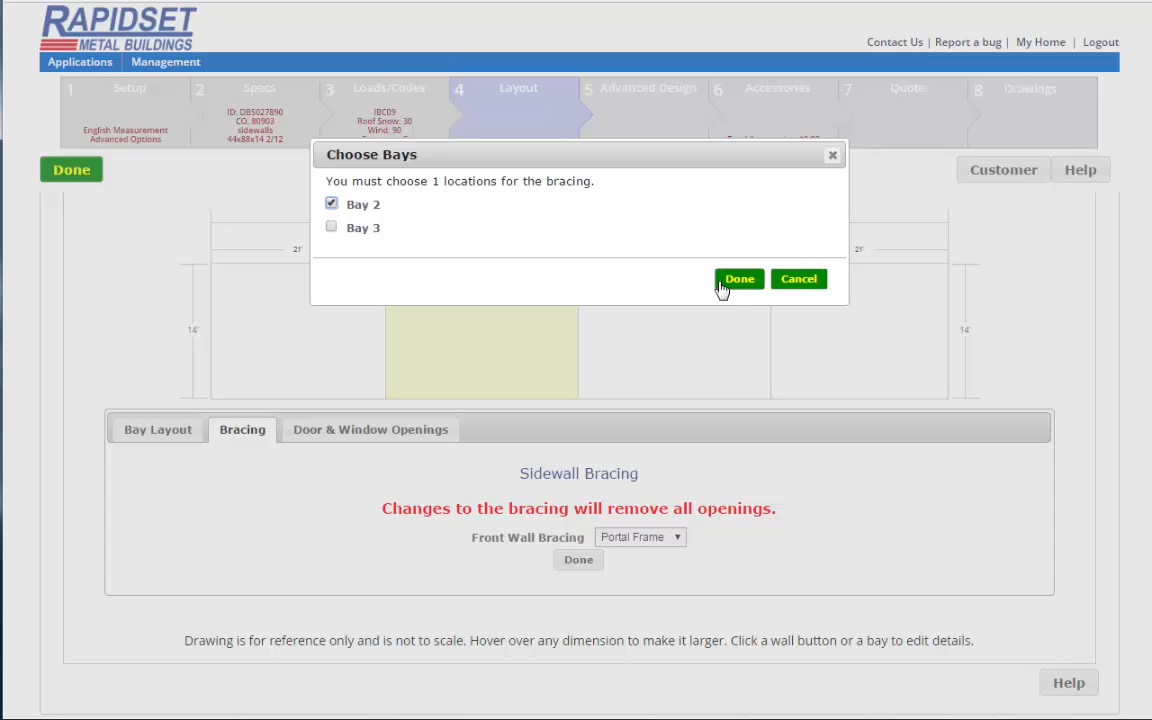 RAPIDSET
METAL BUILDINGS
Contact Us | Report a bug | My Home | Logout
Applications | Management
1 Setup
English Measurement
Advanced Options
2 Specs
ID: DBS027890
CO, 80903
sidewalls
44x88x14 2/12
3 Loads/Codes
IBC09
Roof Snow: 30
Wind: 90
4 Layout
5 Advanced Design
6 Accessories
7 Quote
8 Drawings
Done
Customer
Help
Choose Bays
You must choose 1 locations for the bracing.
Bay 2
Bay 3
Done
Cancel
21'
21'
14'
14'
Bay Layout
Bracing
Door & Window Openings
Sidewall Bracing
Changes to the bracing will remove all openings.
Front Wall Bracing Portal Frame
Done
Drawing is for reference only and is not to scale. Hover over any dimension to make it larger. Click a wall button or a bay to edit details.
Help